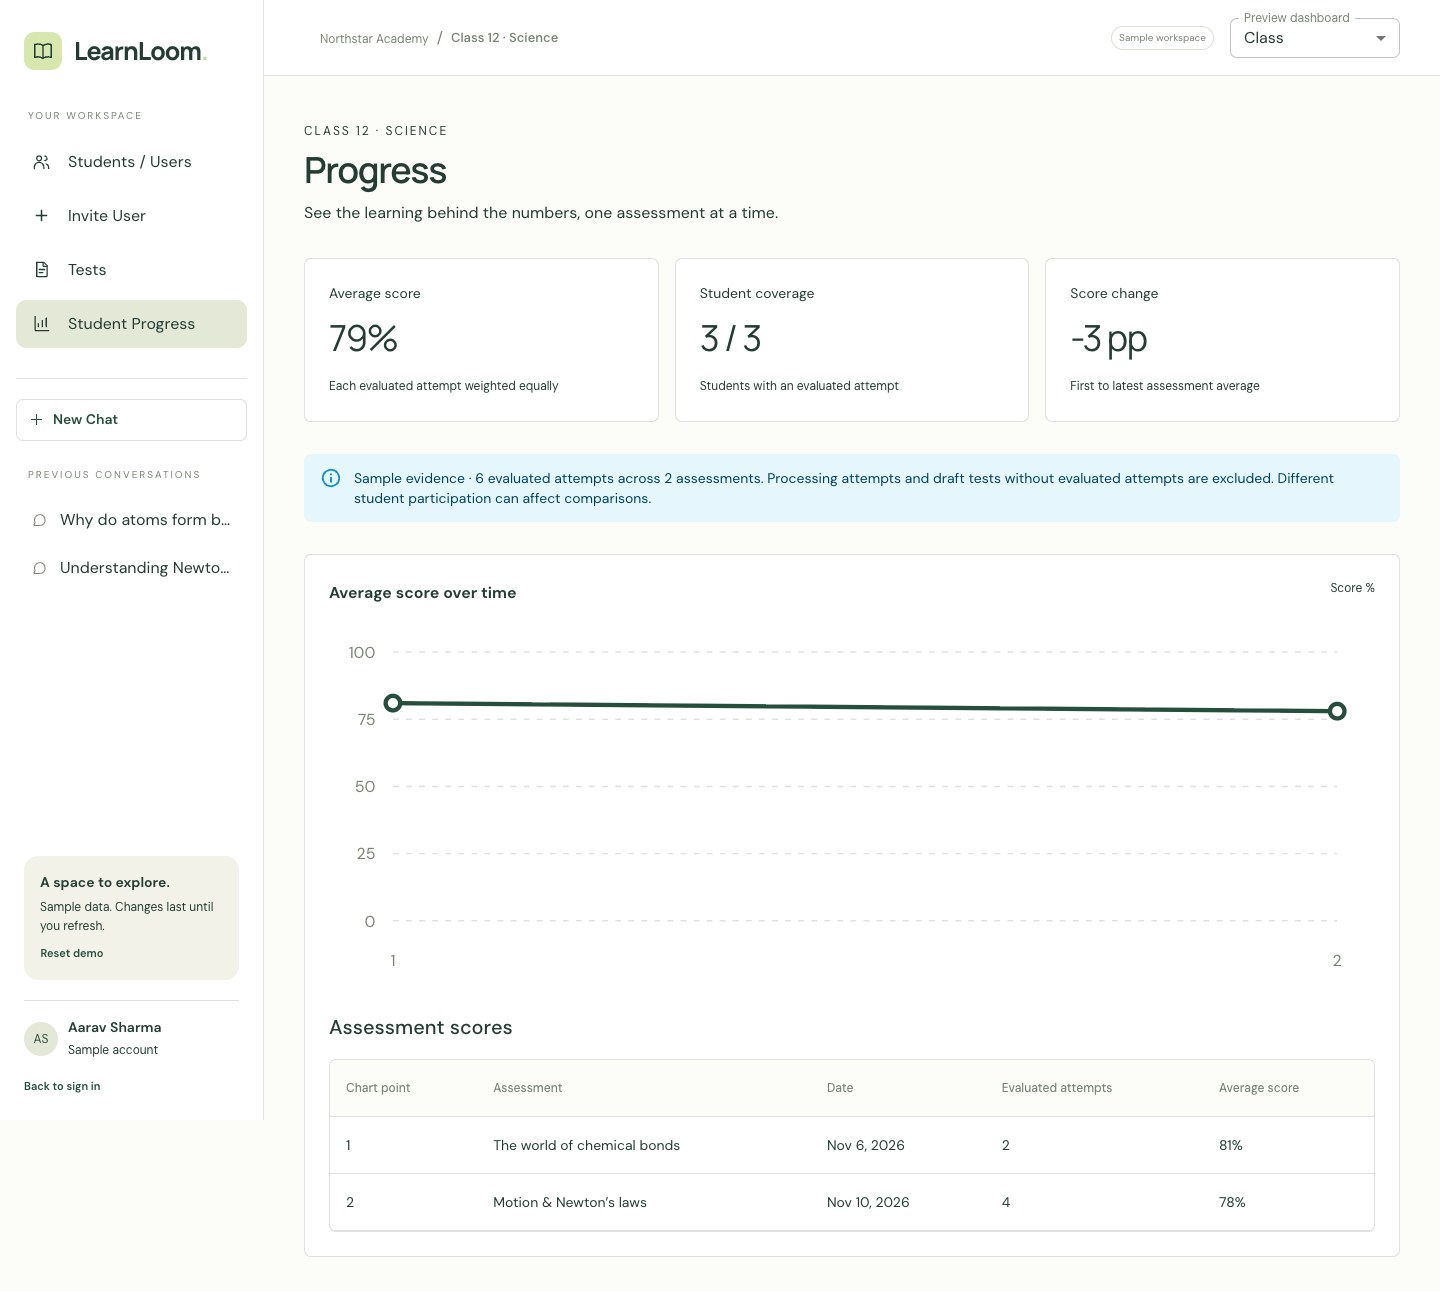 LearnLoom.
YOUR WORKSPACE
Students / Users
Invite User
Tests
Student Progress
New Chat
PREVIOUS CONVERSATIONS
Why do atoms form b...
Understanding Newto...
A space to explore.
Sample data. Changes last until
you refresh.
Reset demo
AS
Aarav Sharma
Sample account
Back to sign in
Northstar Academy / Class 12 · Science
Sample workspace
Preview dashboard
Class
CLASS 12 · SCIENCE
Progress
See the learning behind the numbers, one assessment at a time.
Average score
79%
Each evaluated attempt weighted equally
Student coverage
3 / 3
Students with an evaluated attempt
Score change
-3 pp
First to latest assessment average
Sample evidence · 6 evaluated attempts across 2 assessments. Processing attempts and draft tests without evaluated attempts are excluded. Different
student participation can affect comparisons.
Average score over time
Score %
100
75
50
25
0
1 2
Assessment scores
Chart point Assessment Date Evaluated attempts Average score
1 The world of chemical bonds Nov 6, 2026 2 81%
2 Motion & Newton’s laws Nov 10, 2026 4 78%